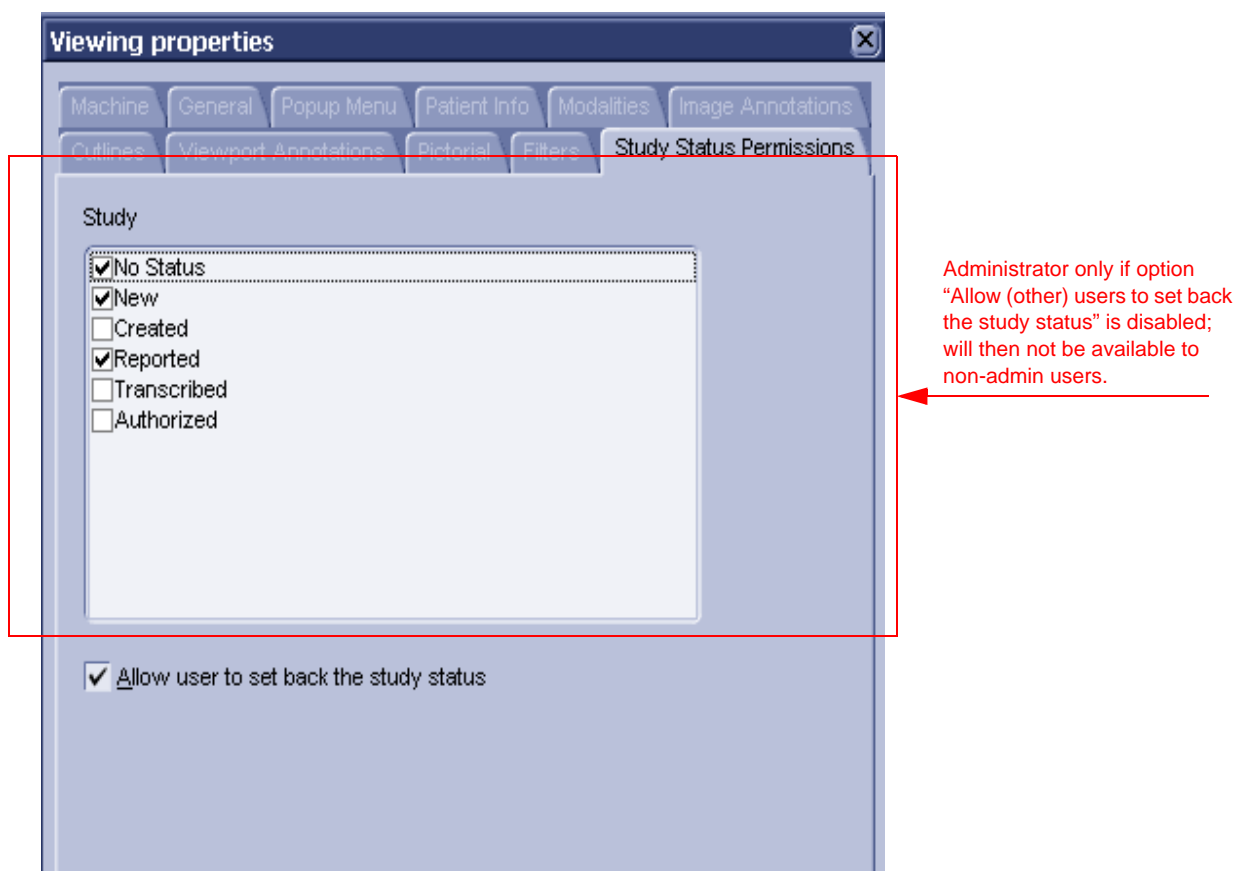 Viewing properties
Machine General Popup Menu Patient Info Modalities Image Annotations
Cutlines Viewport Annotations Pictorial Filters Study Status Permissions
Study
No Status
New
Created
Reported
Transcribed
Authorized
Allow user to set back the study status
Administrator only if option
“Allow (other) users to set back
the study status” is disabled;
will then not be available to
non-admin users.